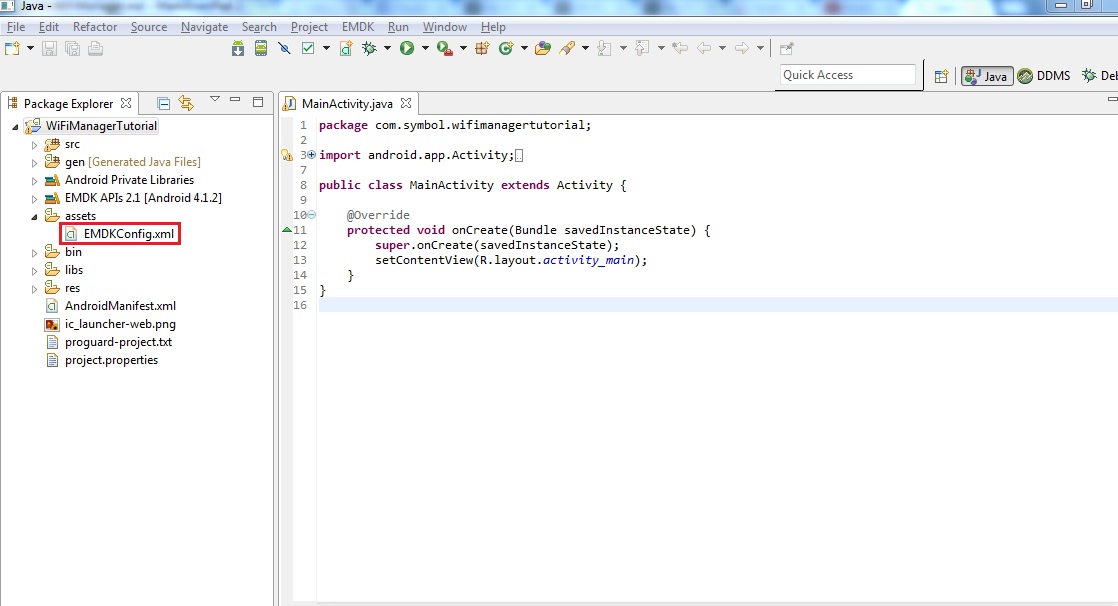 Java -
File Edit Refactor Source Navigate Search Project EMDK Run Window Help
Quick Access
Java
DDMS
Package Explorer
WiFiManagerTutorial
src
gen [Generated Java Files]
Android Private Libraries
EMDK APIs 2.1 [Android 4.1.2]
assets
EMDKConfig.xml
bin
libs
res
AndroidManifest.xml
ic_launcher-web.png
proguard-project.txt
project.properties
MainActivity.java
1 package com.symbol.wifimanagertutorial;
2
3 import android.app.Activity;
7
8 public class MainActivity extends Activity {
9
10 @Override
11 protected void onCreate(Bundle savedInstanceState) {
12 super.onCreate(savedInstanceState);
13 setContentView(R.layout.activity_main);
14 }
15 }
16